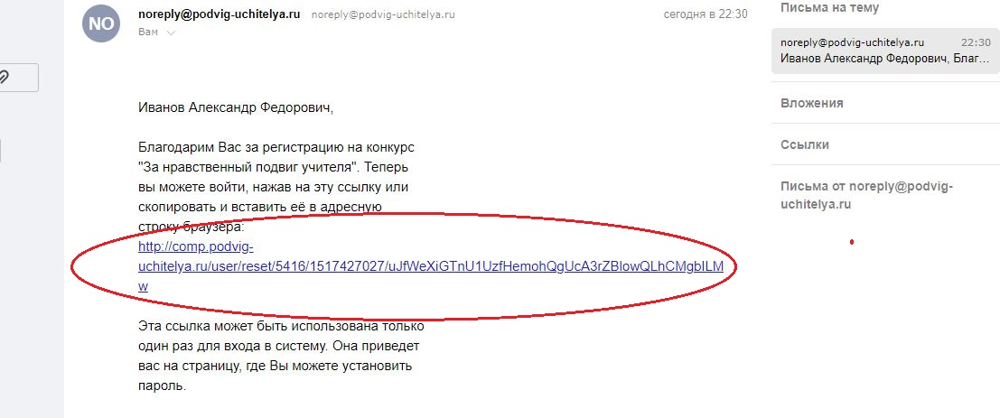 NO
noreply@podvig-uchitelya.ru noreply@podvig-uchitelya.ru сегодня в 22:30
Вам
Иванов Александр Федорович,
Благодарим Вас за регистрацию на конкурс
"За нравственный подвиг учителя". Теперь
вы можете войти, нажав на эту ссылку или
скопировать и вставить её в адресную
строку браузера:
http://comp.podvig-
uchitelya.ru/user/reset/5416/1517427027/uJfWeXiGTnU1UzfHemohQgUcA3rZBlowQLhCMgbILM
w
Эта ссылка может быть использована только
один раз для входа в систему. Она приведет
вас на страницу, где Вы можете установить
пароль.
Письма на тему
noreply@podvig-uchitelya.ru 22:30
Иванов Александр Федорович, Благ...
Вложения
Ссылки
Письма от noreply@podvig-
uchitelya.ru